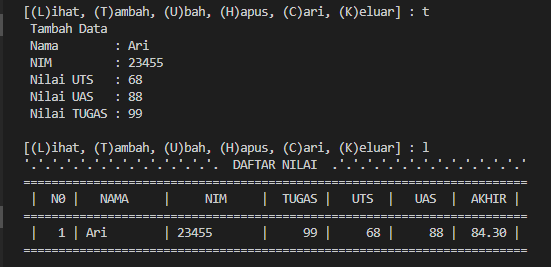 [(L)ihat, (T)ambah, (U)bah, (H)apus, (C)ari, (K)eluar] : t
Tambah Data
Nama : Ari
NIM : 23455
Nilai UTS : 68
Nilai UAS : 88
Nilai TUGAS : 99
[(L)ihat, (T)ambah, (U)bah, (H)apus, (C)ari, (K)eluar] : l
'.'.'.'.'.'.'.'.'.'.'.'.'.'. DAFTAR NILAI .'.'.'.'.'.'.'.'.'.'.'.'.'.'
==========================================================================
| N0 | NAMA | NIM | TUGAS | UTS | UAS | AKHIR |
==========================================================================
| 1 | Ari | 23455 | 99 | 68 | 88 | 84.30 |
==========================================================================